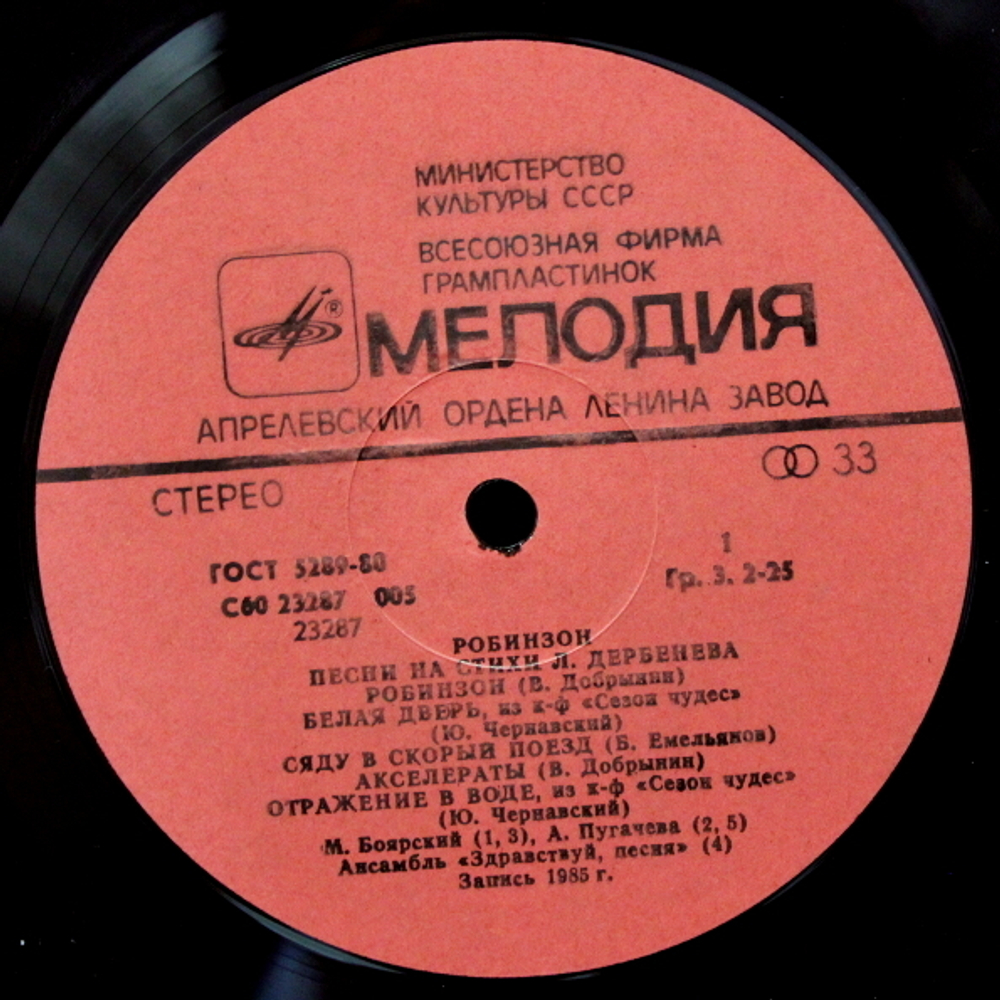 МИНИСТЕРСТВО
КУЛЬТУРЫ СССР
ВСЕСОЮЗНАЯ ФИРМА
ГРАМПЛАСТИНОК
®
МЕЛОДИЯ
АПРЕЛЕВСКИЙ ОРДЕНА ЛЕНИНА ЗАВОД
СТЕРЕО
33
ГОСТ 5289-80
1
С60 23287 005
Гр. 3. 2-25
23287
РОБИНЗОН
ПЕСНИ НА СТИХИ Л. ДЕРБЕНЕВА
РОБИНЗОН (В. Добрынин)
БЕЛАЯ ДВЕРЬ, из к-ф «Сезон чудес»
(Ю. Чернавский)
СЯДУ В СКОРЫЙ ПОЕЗД (Б. Емельянов)
АКСЕЛЕРАТЫ (В. Добрынин)
ОТРАЖЕНИЕ В ВОДЕ, из к-ф «Сезон чудес»
(Ю. Чернавский)
М. Боярский (1, 3), А. Пугачева (2, 5)
Ансамбль «Здравствуй, песня» (4)
Запись 1985 г.